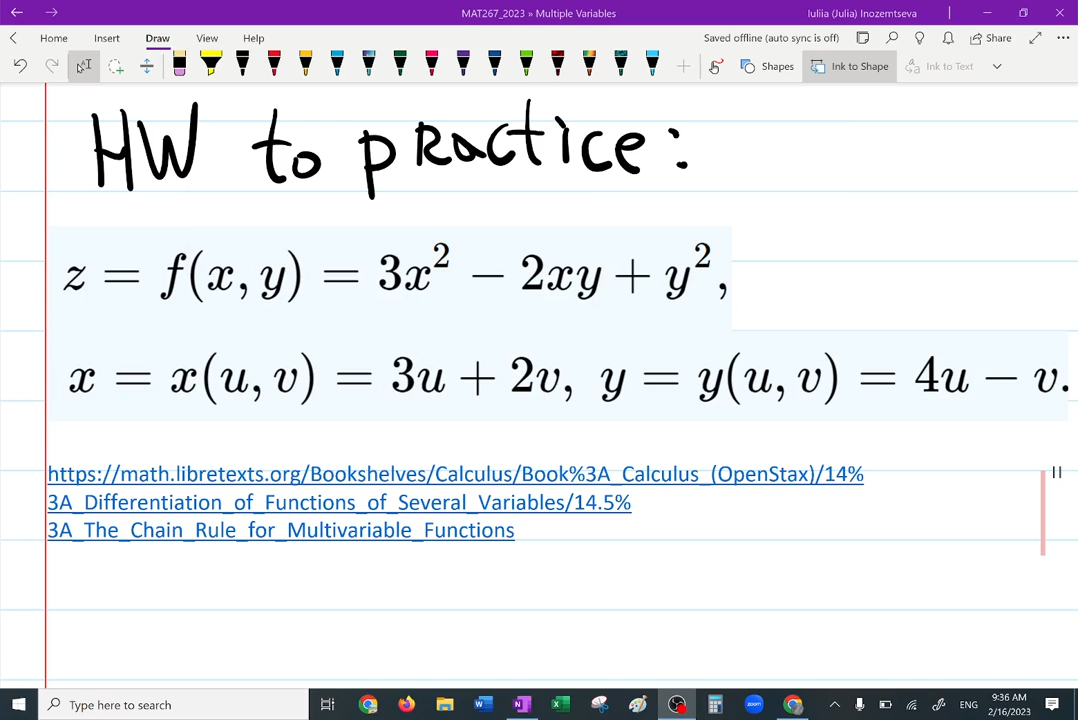 MAT267_2023 » Multiple Variables
Iuliia (Julia) Inozemtseva
Home Insert Draw View Help
Saved offline (auto sync is off) Share
Shapes Ink to Shape Ink to Text
HW to practice:
z = f(x, y) = 3x² − 2xy + y²,
x = x(u, v) = 3u + 2v, y = y(u, v) = 4u − v.
https://math.libretexts.org/Bookshelves/Calculus/Book%3A_Calculus_(OpenStax)/14%
3A_Differentiation_of_Functions_of_Several_Variables/14.5%
3A_The_Chain_Rule_for_Multivariable_Functions
Type here to search
zoom
ENG
9:36 AM
2/16/2023